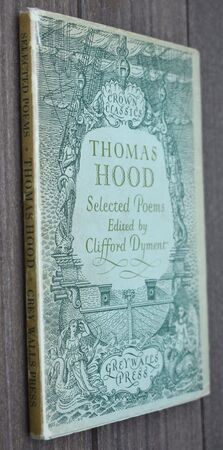 CROWN
CLASSICS
THOMAS
HOOD
Selected Poems
Edited by
Clifford Dyment
GREY WALLS
PRESS
SELECTED POEMS · THOMAS HOOD · GREY WALLS PRESS